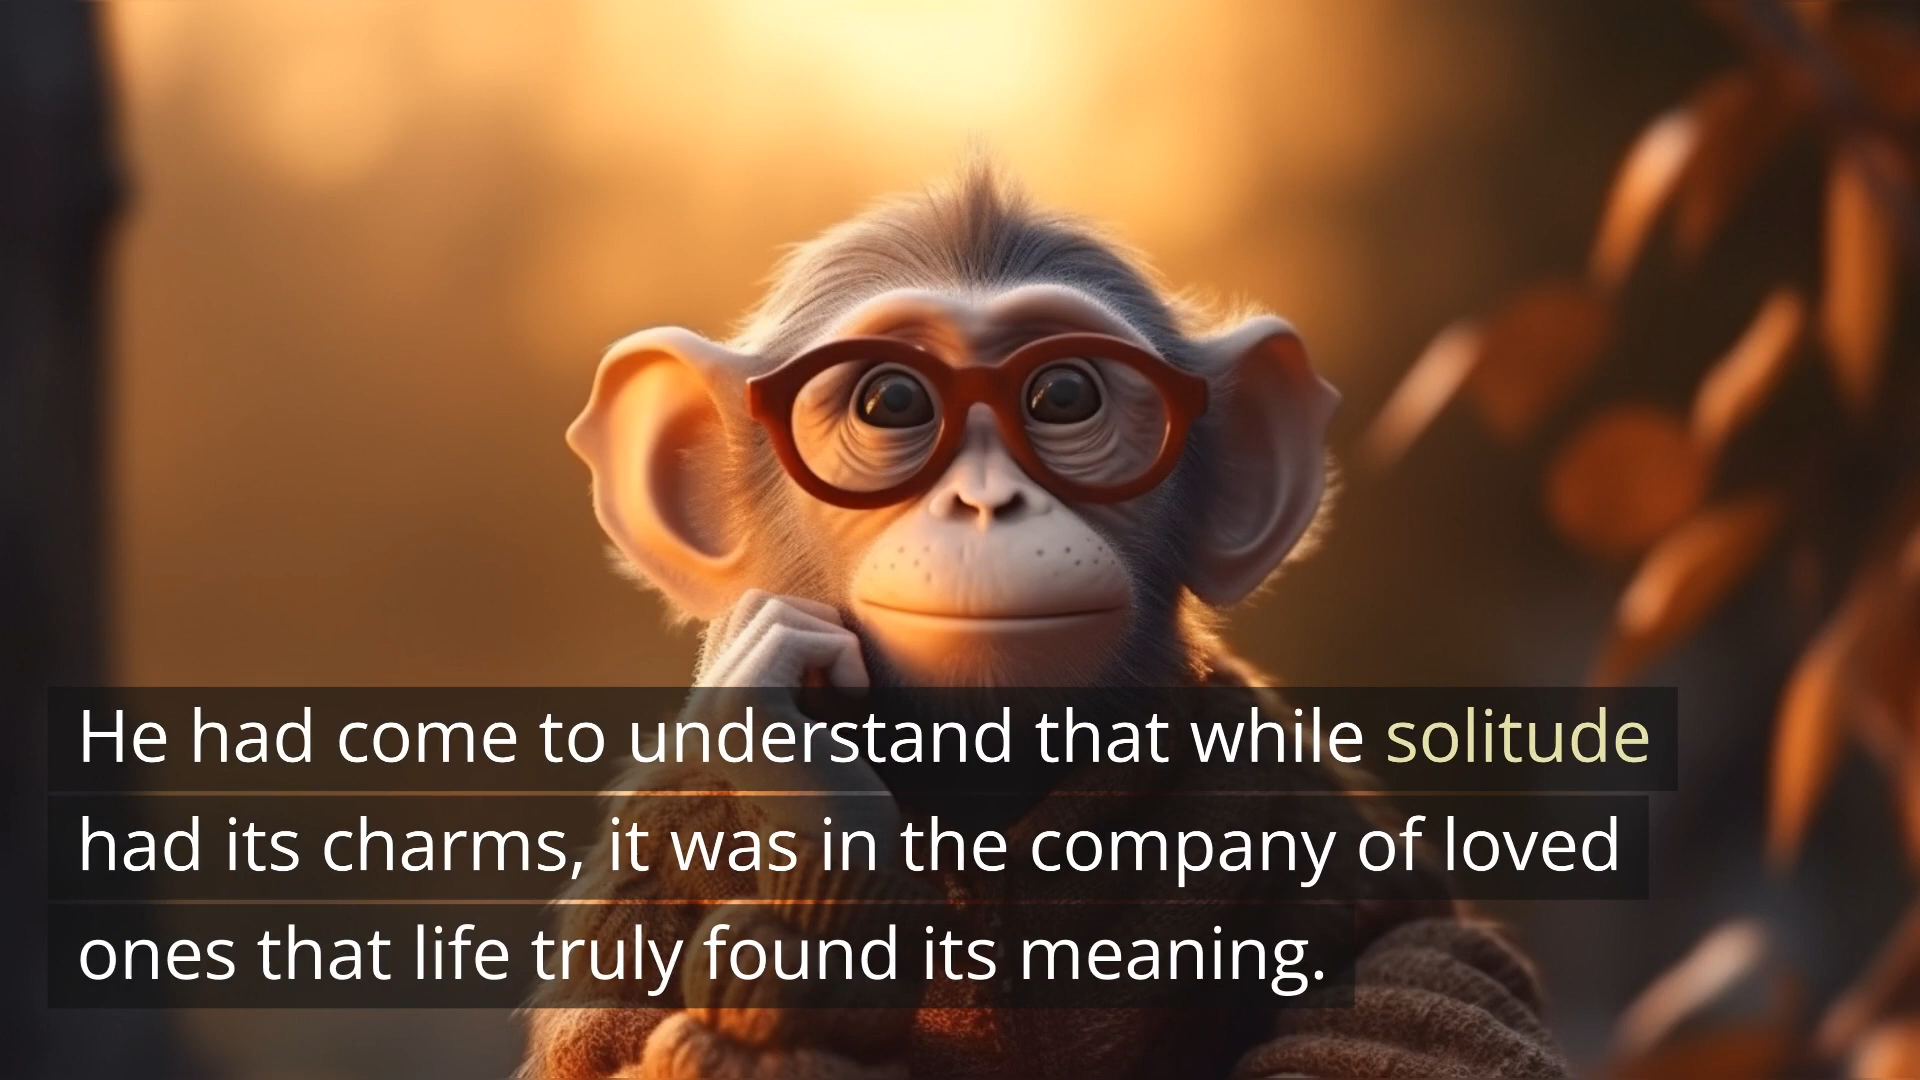 He had come to understand that while solitude
had its charms, it was in the company of loved
ones that life truly found its meaning.